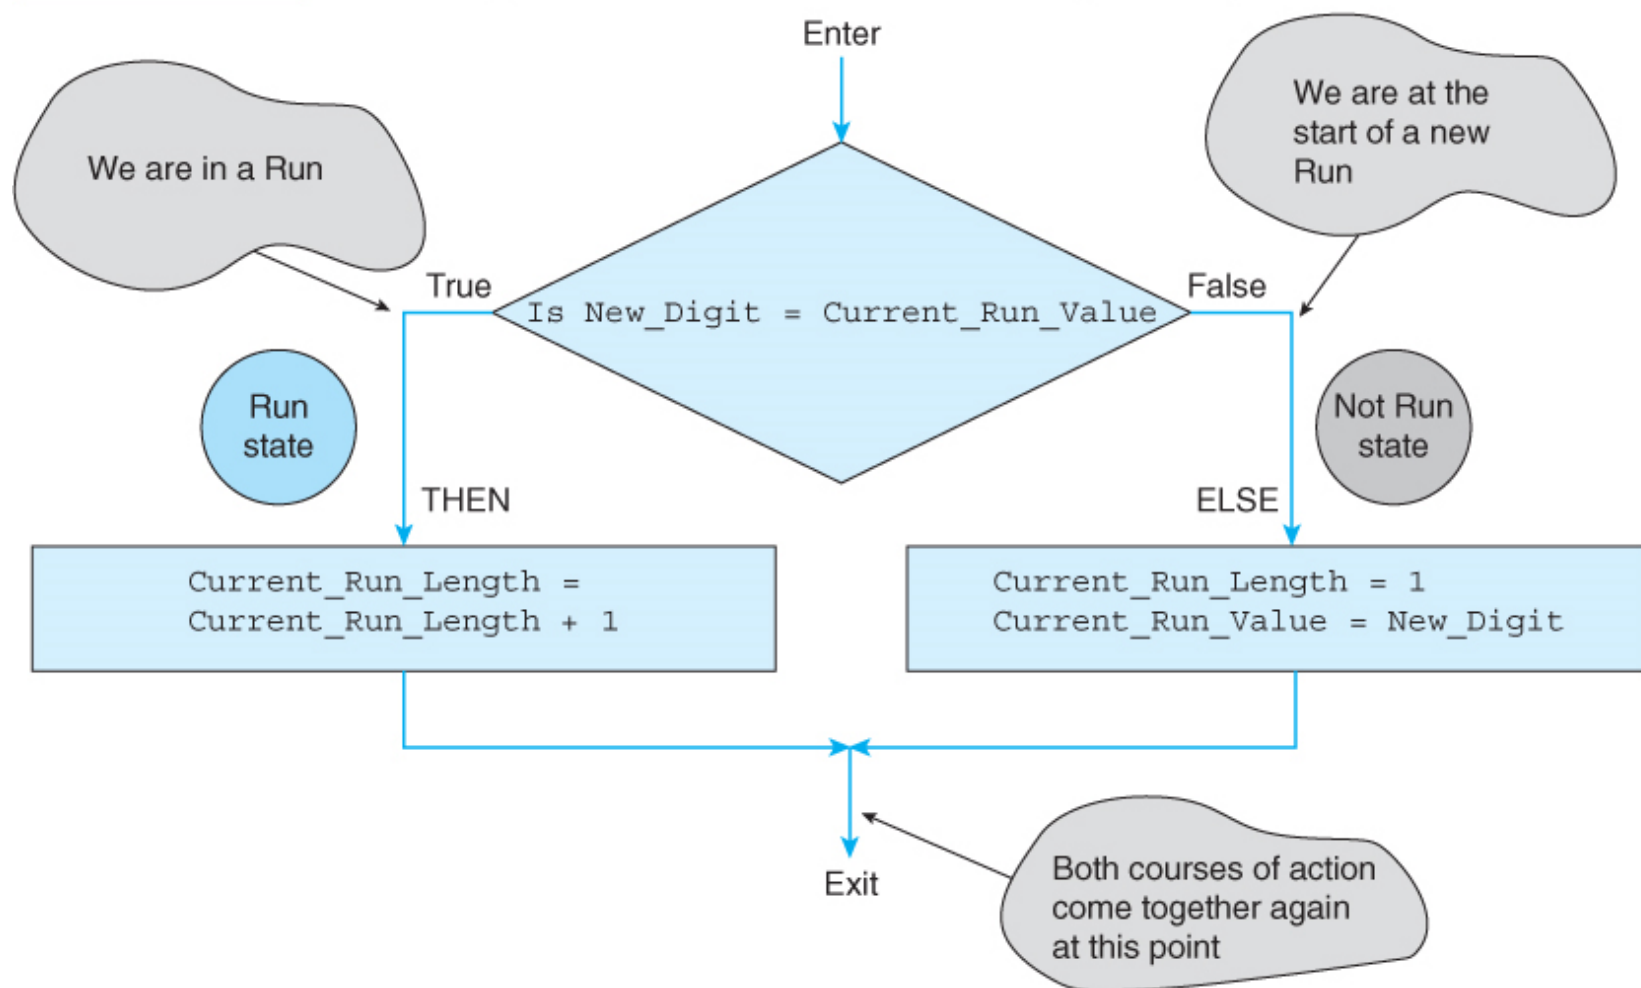 Enter
We are in a Run
We are at the
start of a new
Run
True
False
Is New_Digit = Current_Run_Value
Run
state
Not Run
state
THEN
ELSE
Current_Run_Length =
Current_Run_Length + 1
Current_Run_Length = 1
Current_Run_Value = New_Digit
Exit
Both courses of action
come together again
at this point